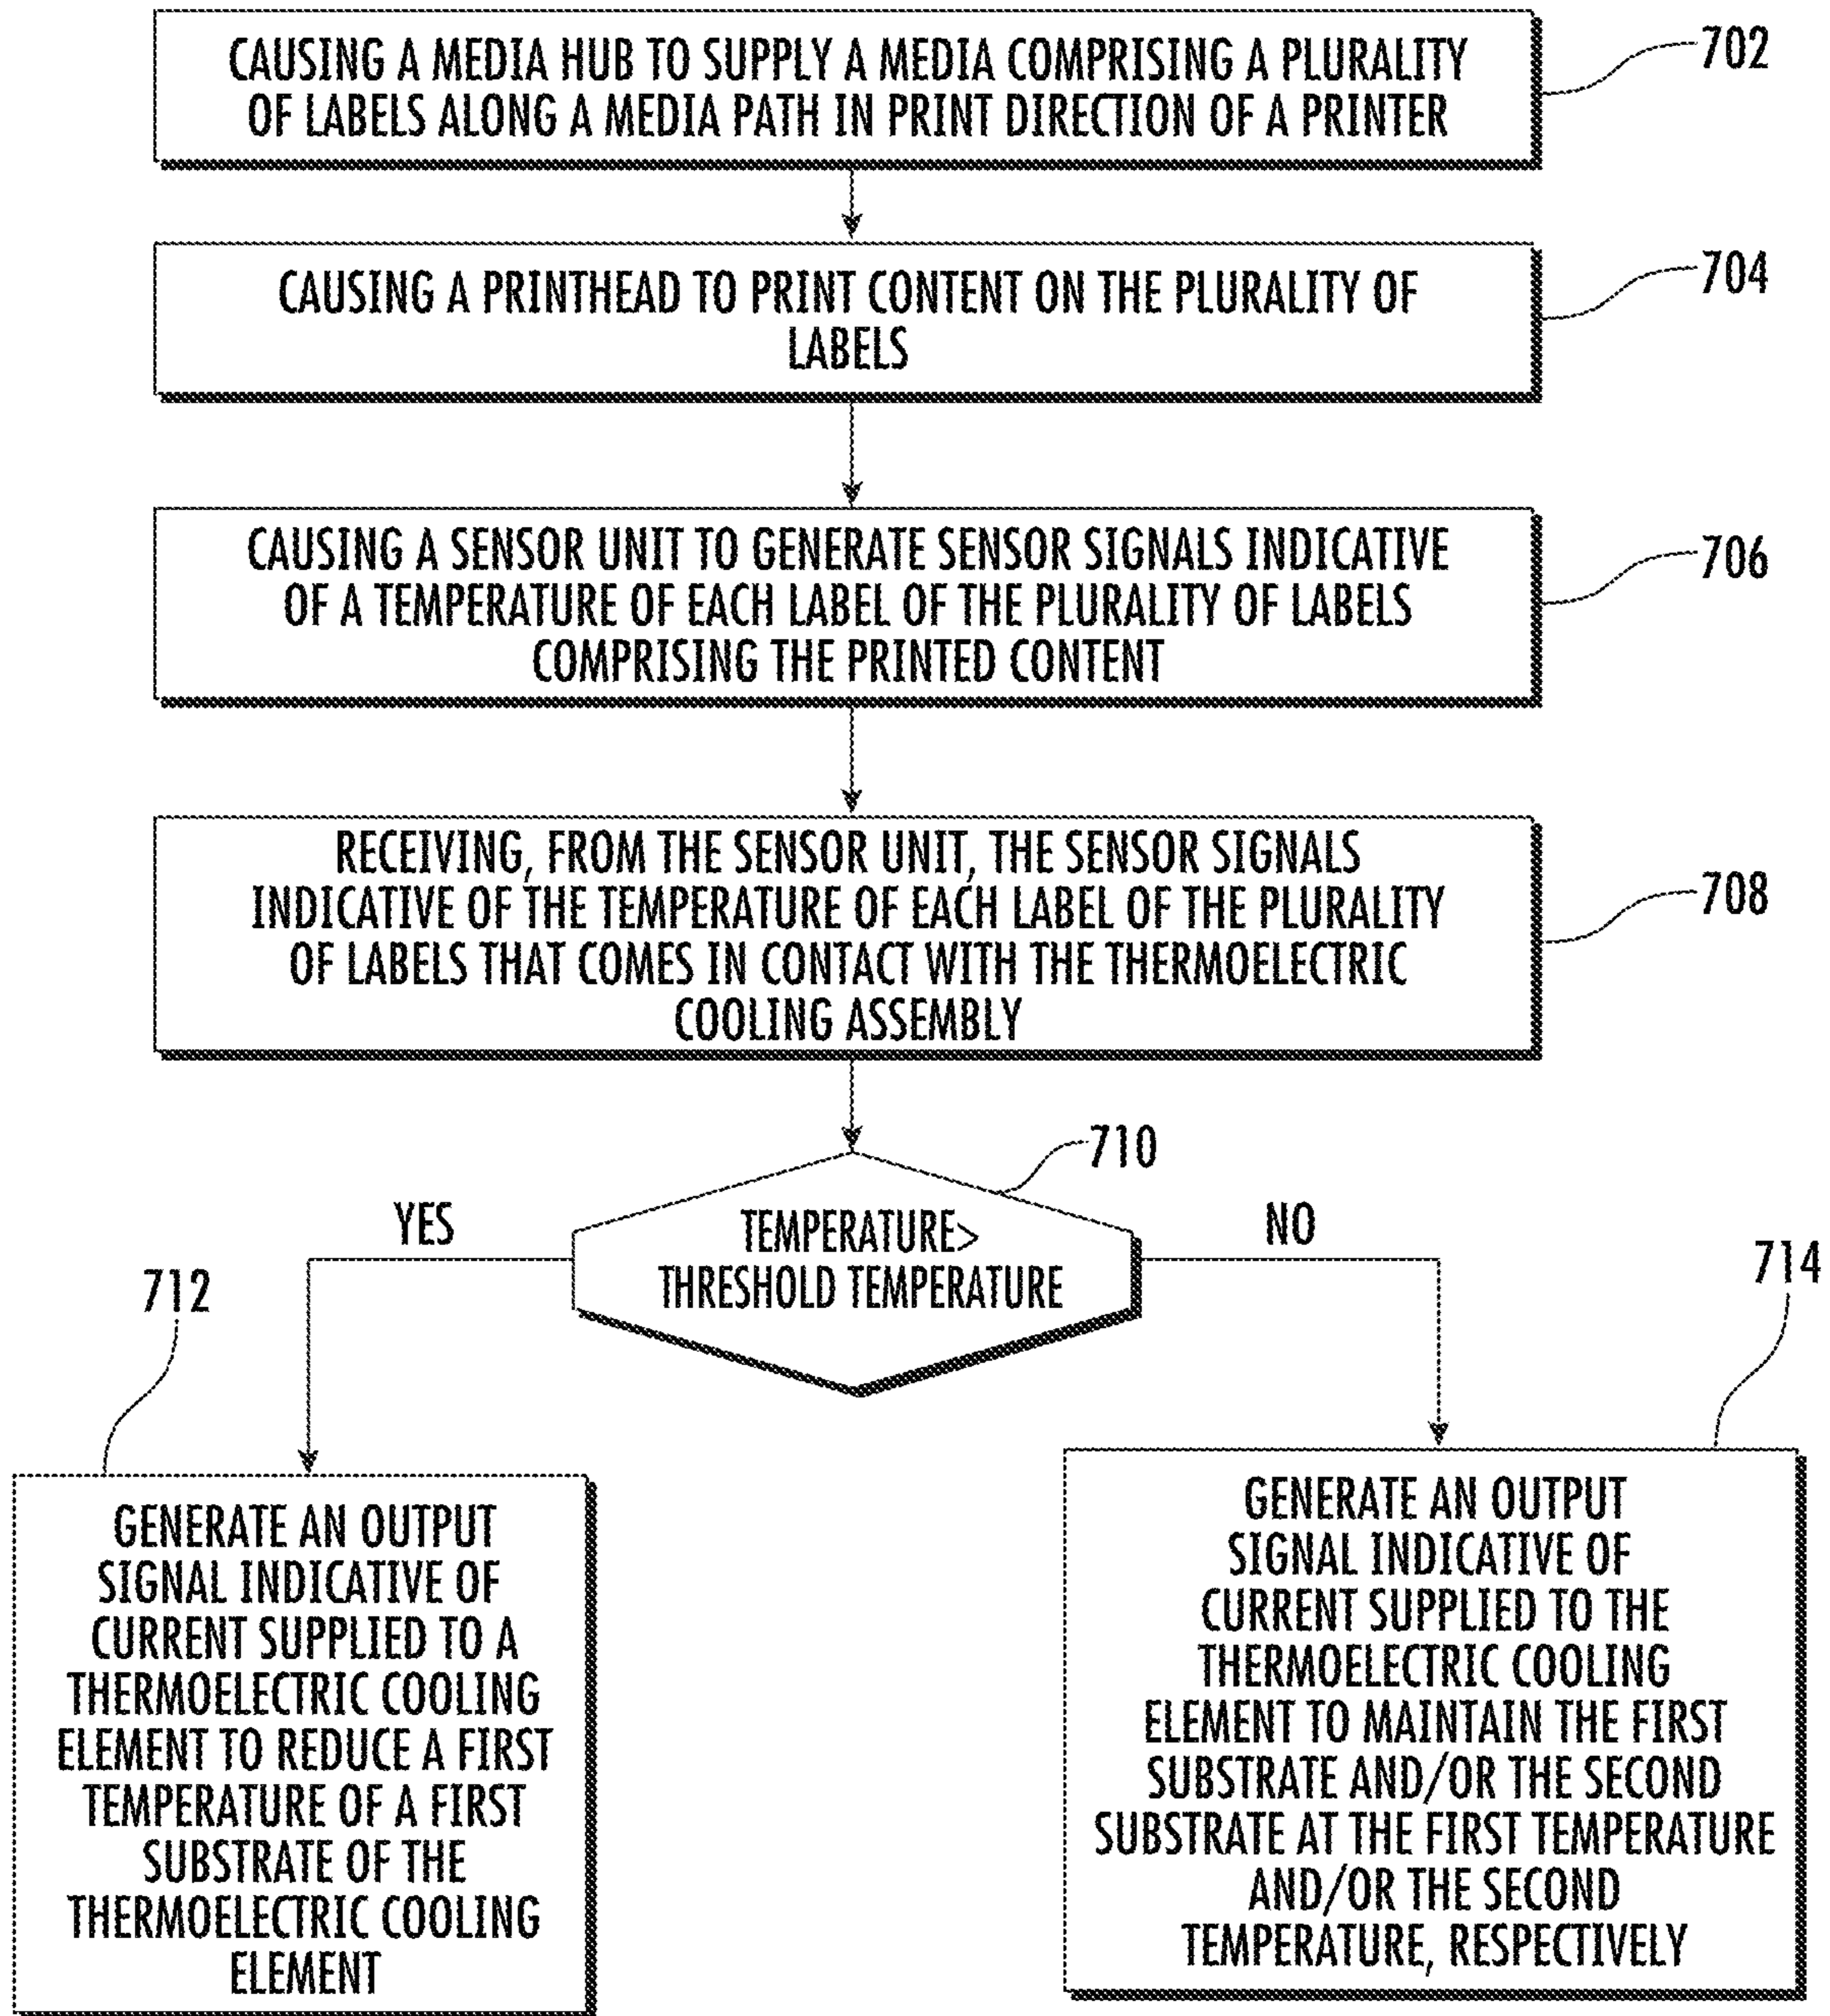 CAUSING A MEDIA HUB TO SUPPLY A MEDIA COMPRISING A PLURALITY
OF LABELS ALONG A MEDIA PATH IN PRINT DIRECTION OF A PRINTER
702
CAUSING A PRINTHEAD TO PRINT CONTENT ON THE PLURALITY OF
LABELS
704
CAUSING A SENSOR UNIT TO GENERATE SENSOR SIGNALS INDICATIVE
OF A TEMPERATURE OF EACH LABEL OF THE PLURALITY OF LABELS
COMPRISING THE PRINTED CONTENT
706
RECEIVING, FROM THE SENSOR UNIT, THE SENSOR SIGNALS
INDICATIVE OF THE TEMPERATURE OF EACH LABEL OF THE PLURALITY
OF LABELS THAT COMES IN CONTACT WITH THE THERMOELECTRIC
COOLING ASSEMBLY
708
710
TEMPERATURE>
THRESHOLD TEMPERATURE
YES
NO
712
GENERATE AN OUTPUT
SIGNAL INDICATIVE OF
CURRENT SUPPLIED TO A
THERMOELECTRIC COOLING
ELEMENT TO REDUCE A FIRST
TEMPERATURE OF A FIRST
SUBSTRATE OF THE
THERMOELECTRIC COOLING
ELEMENT
714
GENERATE AN OUTPUT
SIGNAL INDICATIVE OF
CURRENT SUPPLIED TO THE
THERMOELECTRIC COOLING
ELEMENT TO MAINTAIN THE FIRST
SUBSTRATE AND/OR THE SECOND
SUBSTRATE AT THE FIRST TEMPERATURE
AND/OR THE SECOND
TEMPERATURE, RESPECTIVELY